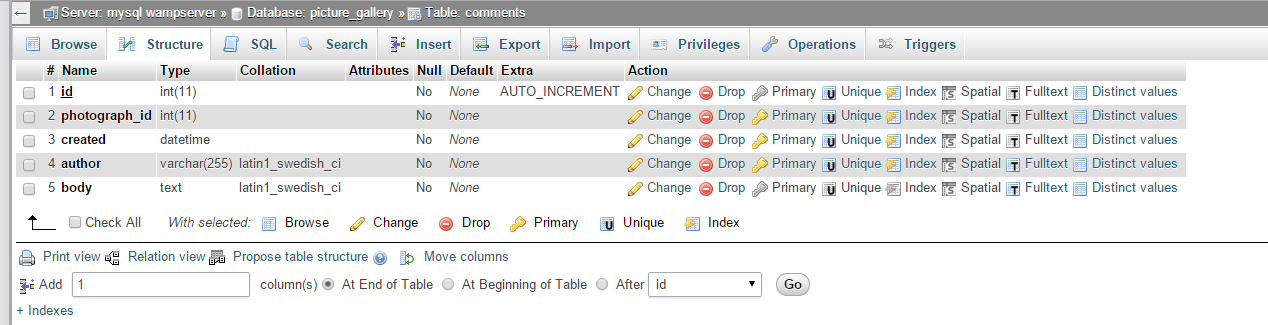 ← Server: mysql wampserver » Database: picture_gallery » Table: comments
Browse Structure SQL Search Insert Export Import Privileges Operations Triggers
# Name Type Collation Attributes Null Default Extra Action
1 id int(11) No None AUTO_INCREMENT Change Drop Primary Unique Index Spatial Fulltext Distinct values
2 photograph_id int(11) No None Change Drop Primary Unique Index Spatial Fulltext Distinct values
3 created datetime No None Change Drop Primary Unique Index Spatial Fulltext Distinct values
4 author varchar(255) latin1_swedish_ci No None Change Drop Primary Unique Index Spatial Fulltext Distinct values
5 body text latin1_swedish_ci No None Change Drop Primary Unique Index Spatial Fulltext Distinct values
Check All With selected: Browse Change Drop Primary Unique Index
Print view Relation view Propose table structure Move columns
Add 1 column(s) At End of Table At Beginning of Table After id Go
+ Indexes